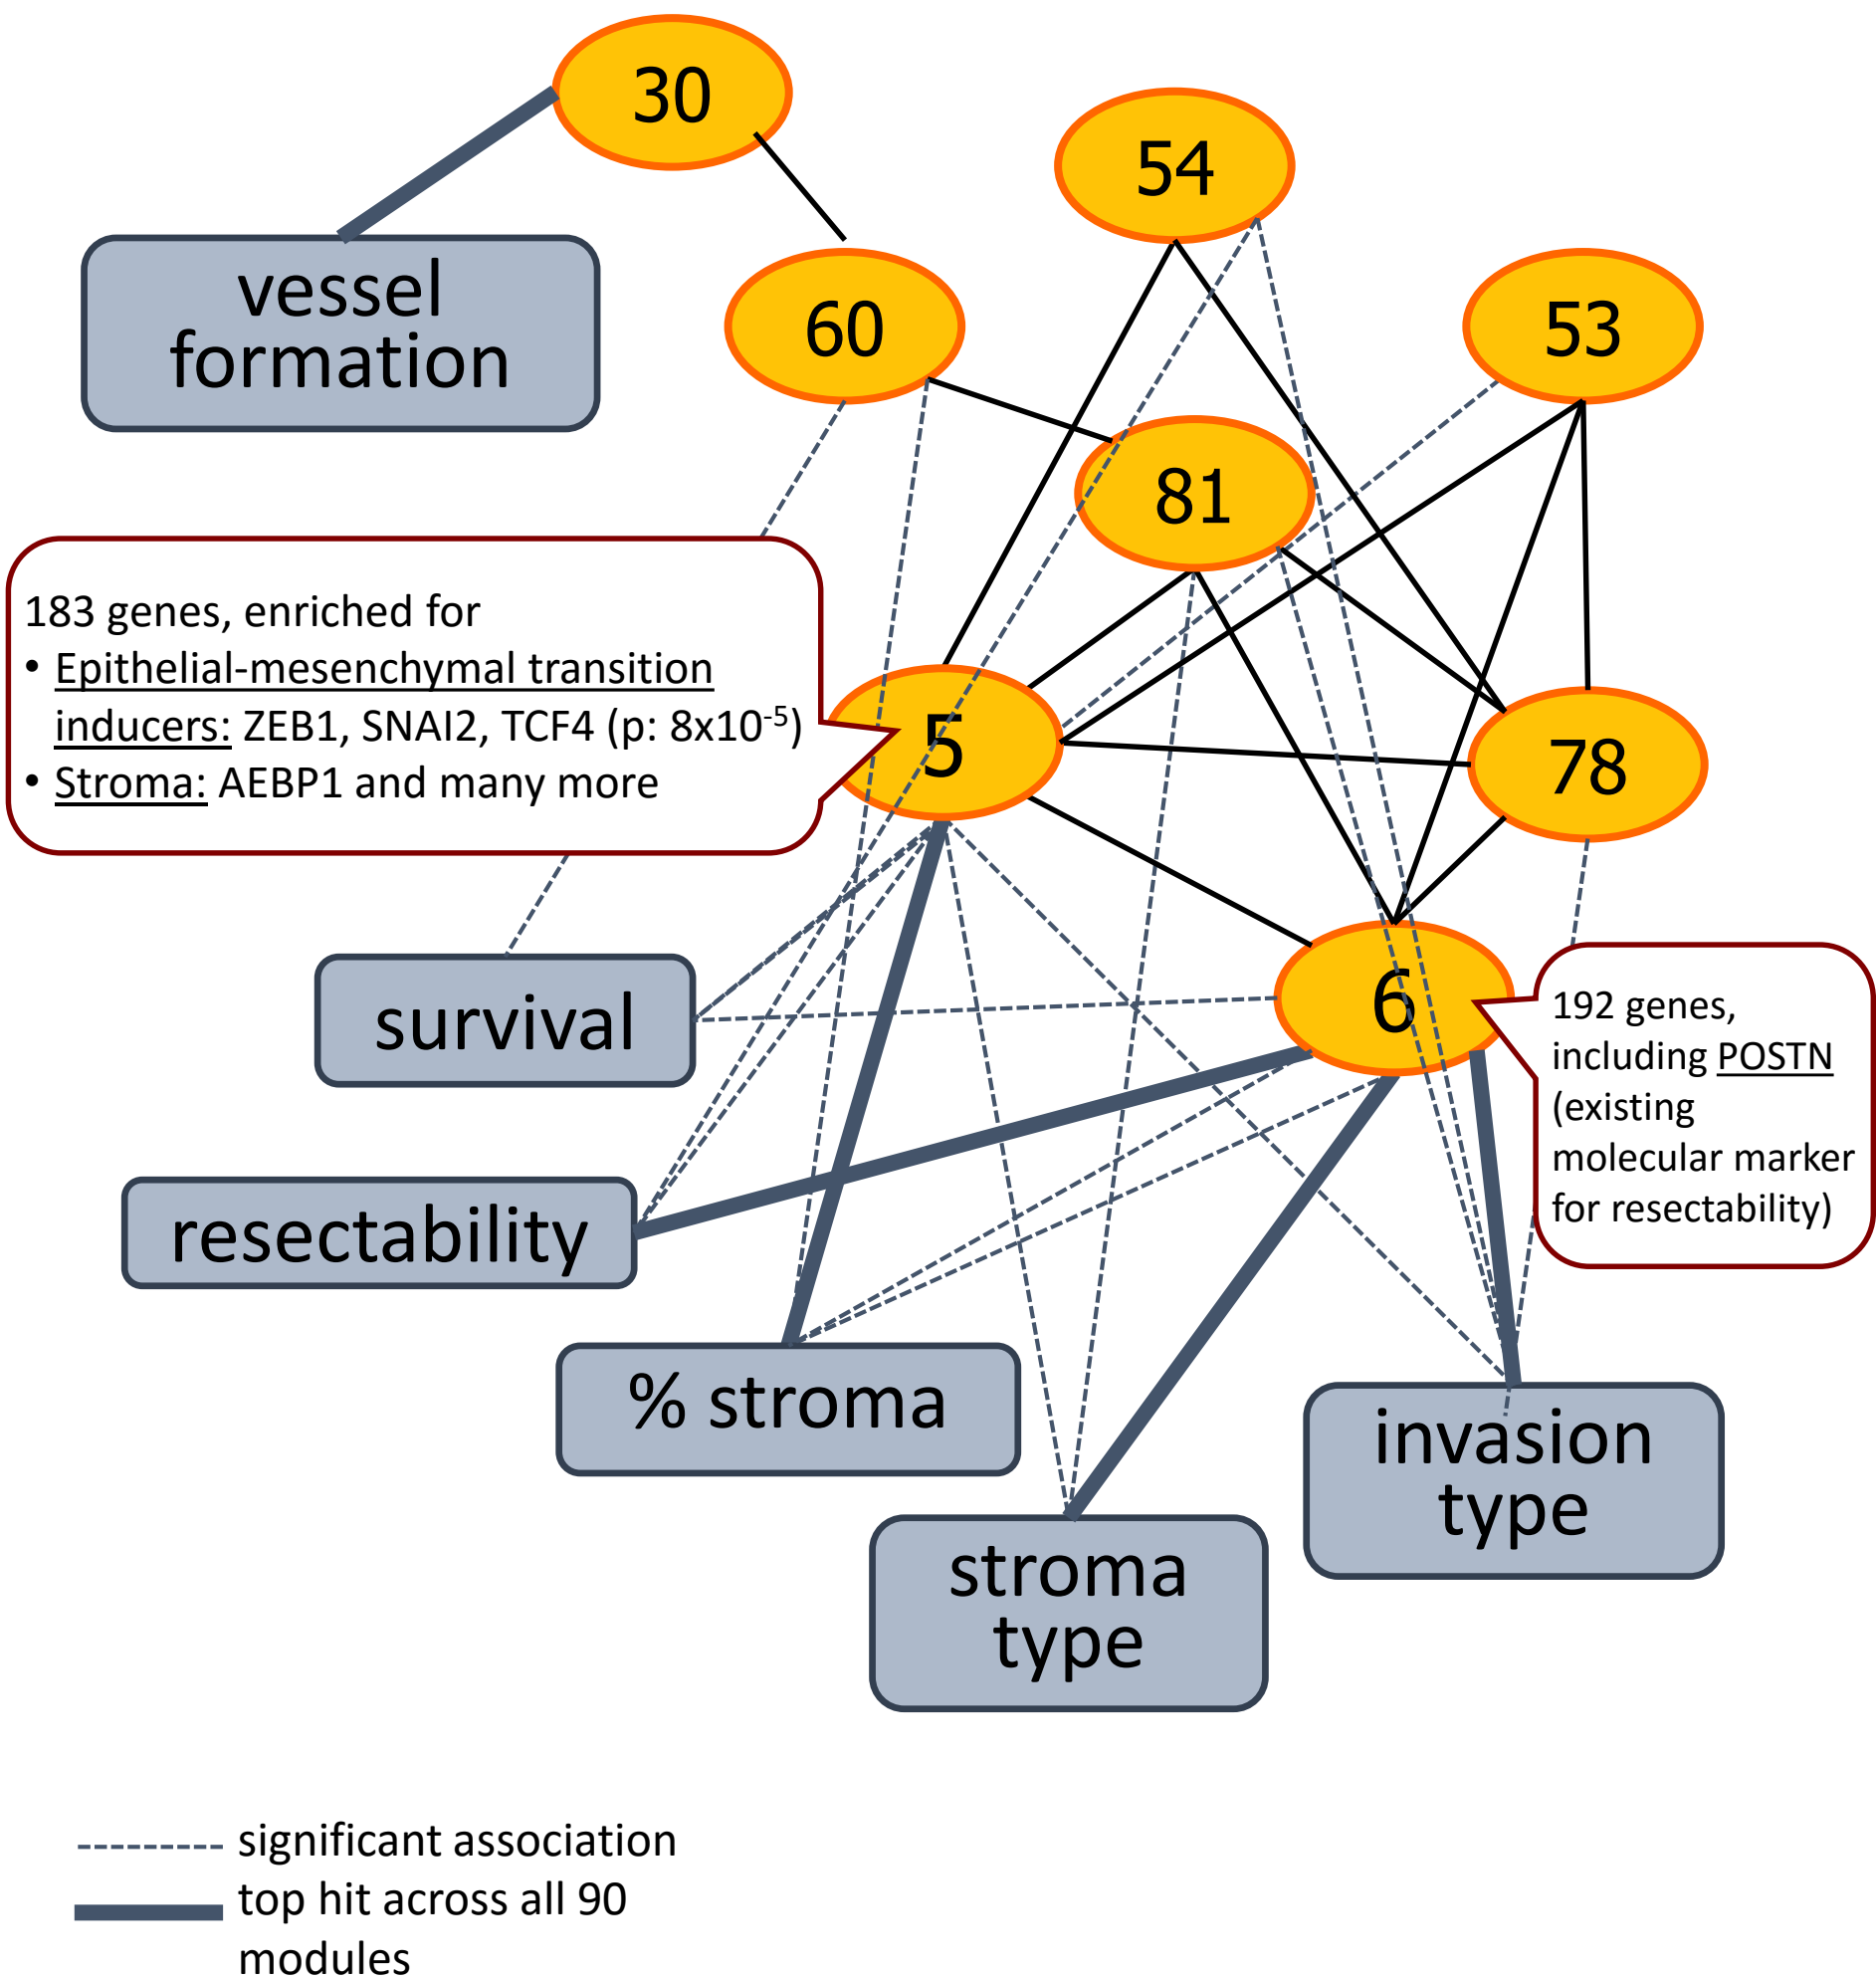 30
54
vessel
formation
60
53
81
183 genes, enriched for
• Epithelial-mesenchymal transition
inducers: ZEB1, SNAI2, TCF4 (p: 8x10⁻⁵)
• Stroma: AEBP1 and many more
5
78
6
192 genes,
including POSTN
(existing
molecular marker
for resectability)
survival
resectability
% stroma
invasion
type
stroma
type
significant association
top hit across all 90
modules